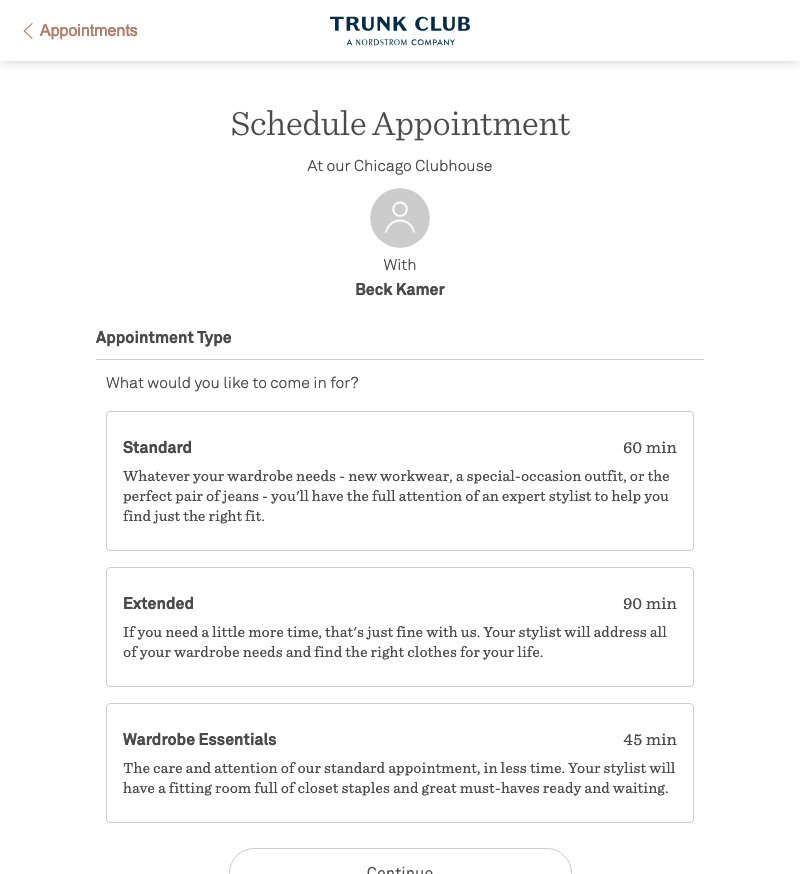 Appointments
TRUNK CLUB
A NORDSTROM COMPANY
Schedule Appointment
At our Chicago Clubhouse
With
Beck Kamer
Appointment Type
What would you like to come in for?
Standard 60 min
Whatever your wardrobe needs - new workwear, a special-occasion outfit, or the
perfect pair of jeans - you'll have the full attention of an expert stylist to help you
find just the right fit.
Extended 90 min
If you need a little more time, that's just fine with us. Your stylist will address all
of your wardrobe needs and find the right clothes for your life.
Wardrobe Essentials 45 min
The care and attention of our standard appointment, in less time. Your stylist will
have a fitting room full of closet staples and great must-haves ready and waiting.
Continue